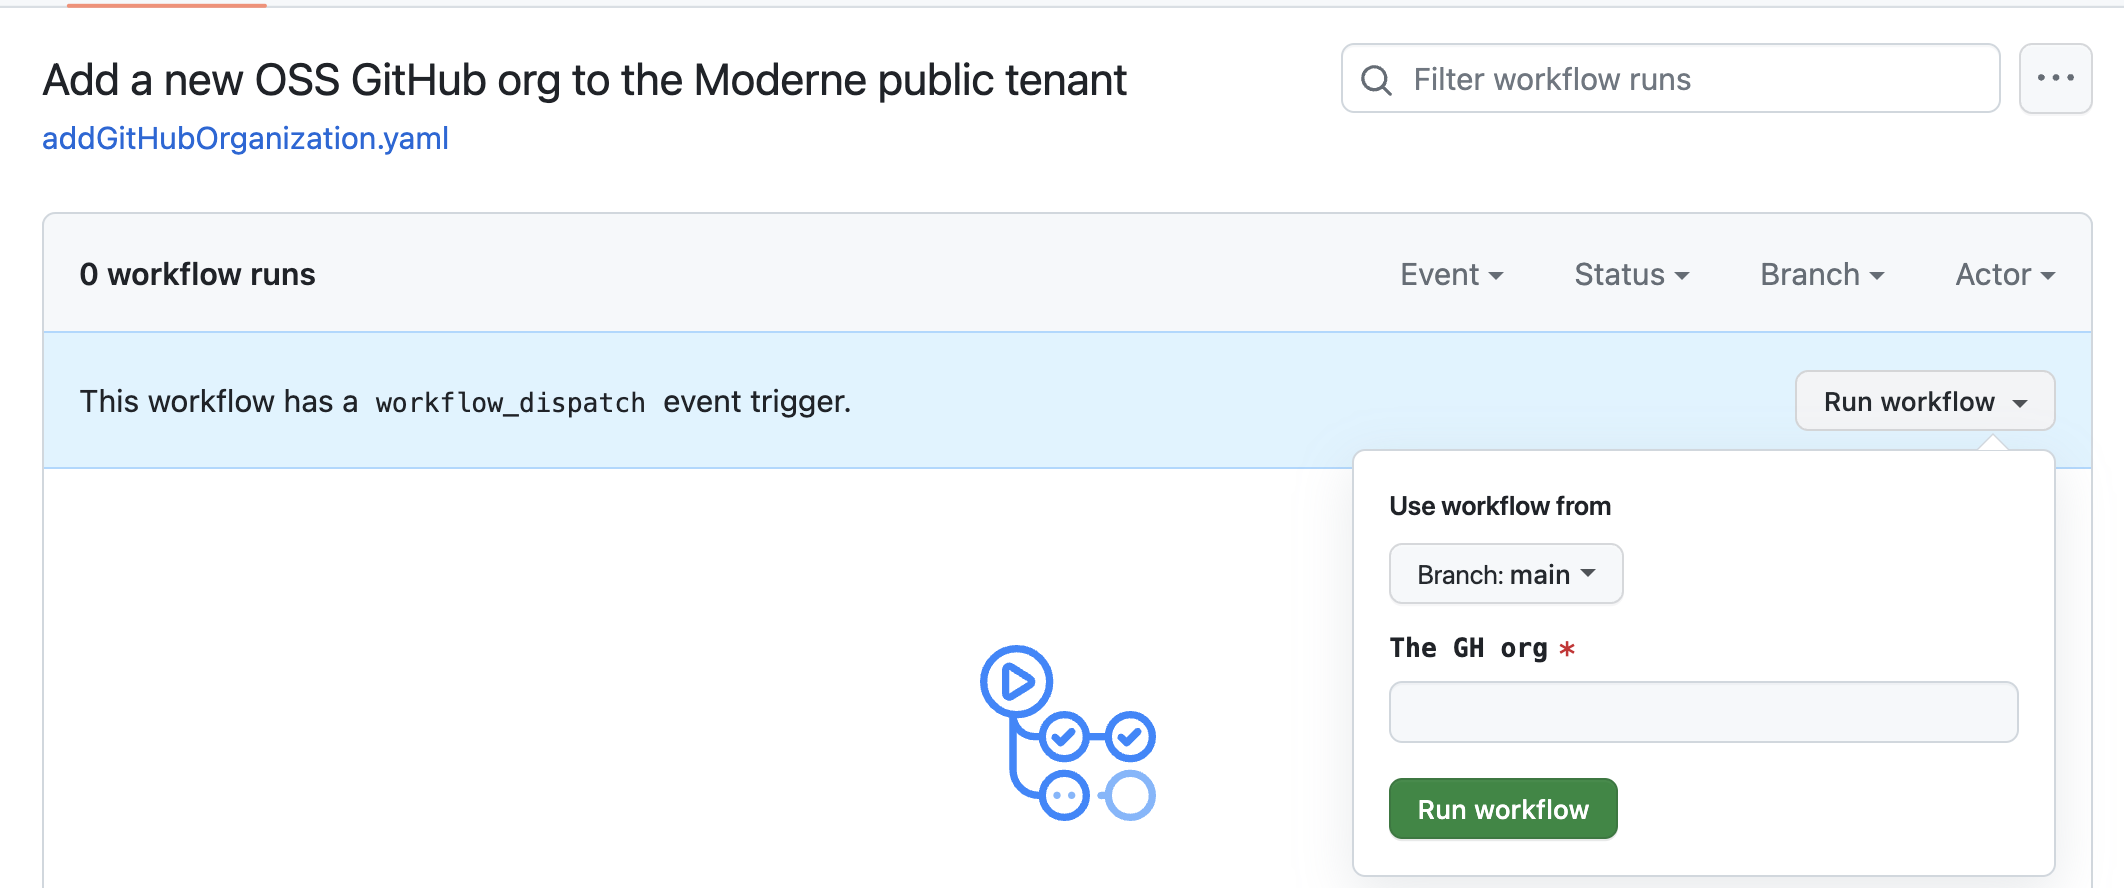 Add a new OSS GitHub org to the Moderne public tenant
Filter workflow runs
addGitHubOrganization.yaml
0 workflow runs
Event
Status
Branch
Actor
This workflow has a workflow_dispatch event trigger.
Run workflow
Use workflow from
Branch: main
The GH org *
Run workflow